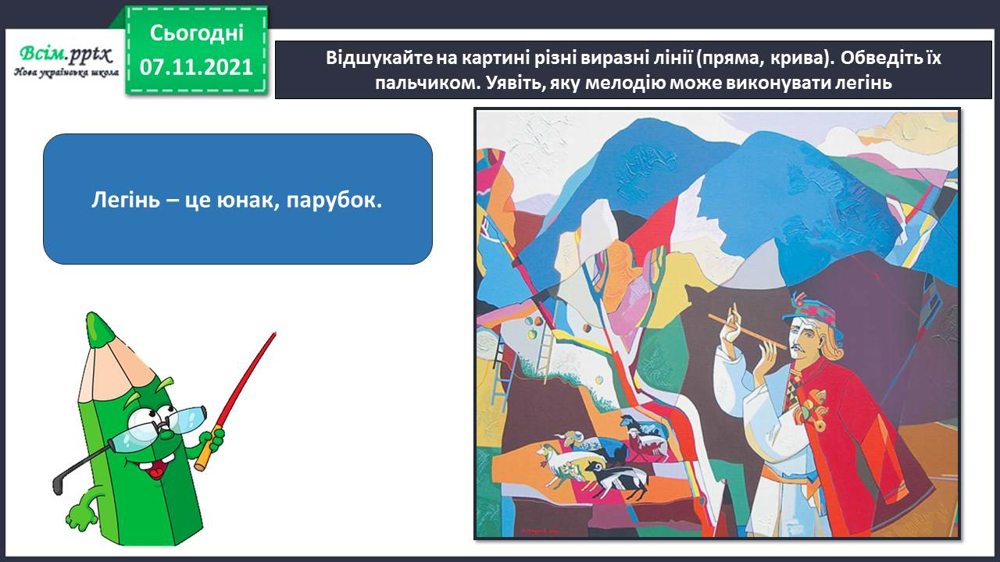 Сьогодні
07.11.2021
Всім.pptx
Нова українська школа
Відшукайте на картині різні виразні лінії (пряма, крива). Обведіть їх
пальчиком. Уявіть, яку мелодію може виконувати легінь
Легінь – це юнак, парубок.